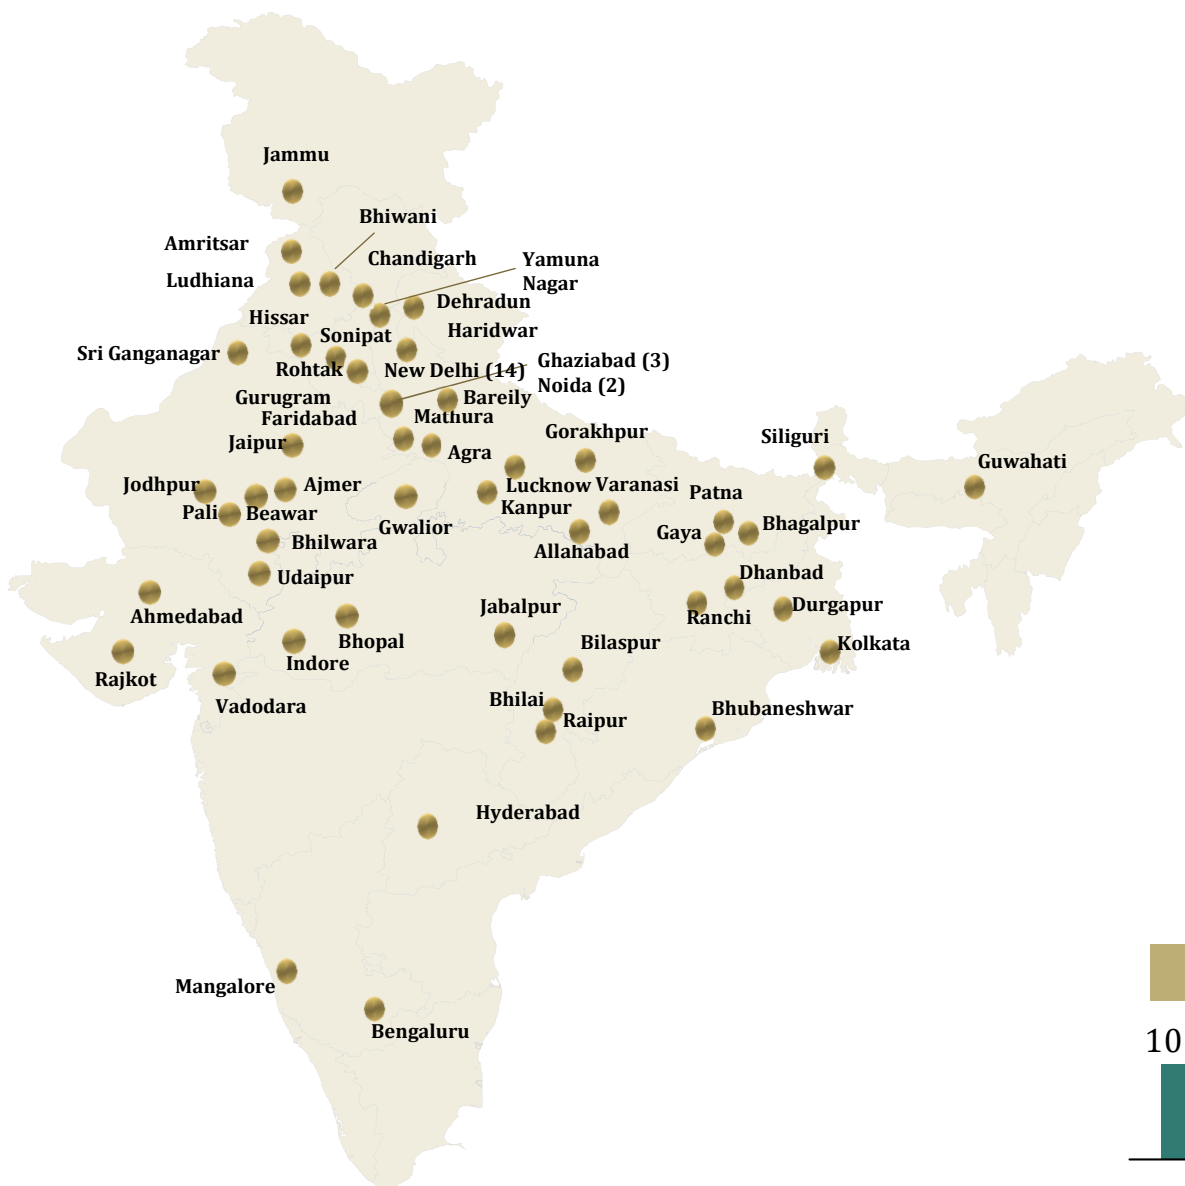 Jammu
Bhiwani
Amritsar
Chandigarh
Yamuna
Nagar
Ludhiana
Dehradun
Hissar
Sonipat
Haridwar
Sri Ganganagar
Rohtak
New Delhi (14)
Ghaziabad (3)
Noida (2)
Gurugram
Bareily
Faridabad
Mathura
Jaipur
Agra
Gorakhpur
Siliguri
Guwahati
Jodhpur
Ajmer
Lucknow
Varanasi
Patna
Pali
Beawar
Gwalior
Kanpur
Gaya
Bhagalpur
Bhilwara
Allahabad
Udaipur
Dhanbad
Ahmedabad
Jabalpur
Ranchi
Durgapur
Bhopal
Bilaspur
Kolkata
Indore
Rajkot
Vadodara
Bhilai
Raipur
Bhubaneshwar
Hyderabad
Mangalore
Bengaluru
10